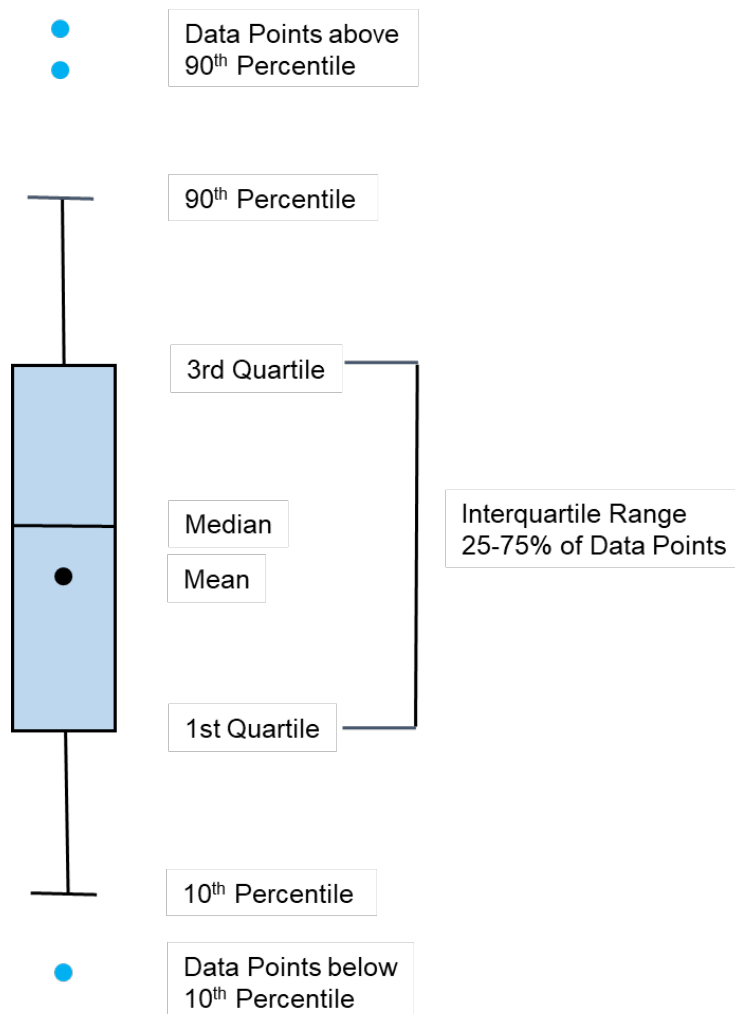 Data Points above
90th Percentile
90th Percentile
3rd Quartile
Median
Mean
Interquartile Range
25-75% of Data Points
1st Quartile
10th Percentile
Data Points below
10th Percentile